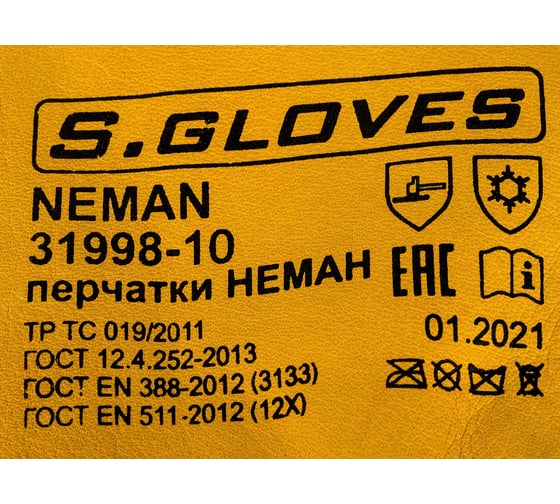 S.GLOVES
NEMAN
31998-10
перчатки НЕМАН
EAC
i
ТР ТС 019/2011
01.2021
ГОСТ 12.4.252-2013
ГОСТ EN 388-2012 (3133)
ГОСТ EN 511-2012 (12X)